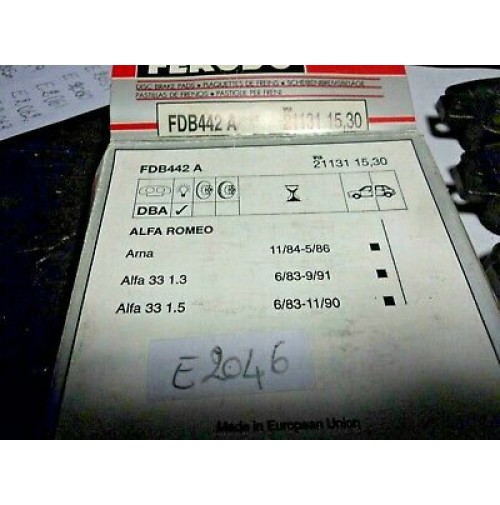 FERODO
DISC BRAKE PADS • PLAQUETTES DE FREINS • SCHEIBENBREMSBELÄGE
PASTILLAS DE FRENOS • PASTIGLIE PER FRENI
FDB442 A 21131 15,30
FDB442 A 21131 15,30
DBA ✓
ALFA ROMEO
Arna 11/84-5/86 ■
Alfa 33 1.3 6/83-9/91 ■
Alfa 33 1.5 6/83-11/90 ■
E2046
Made in European Union